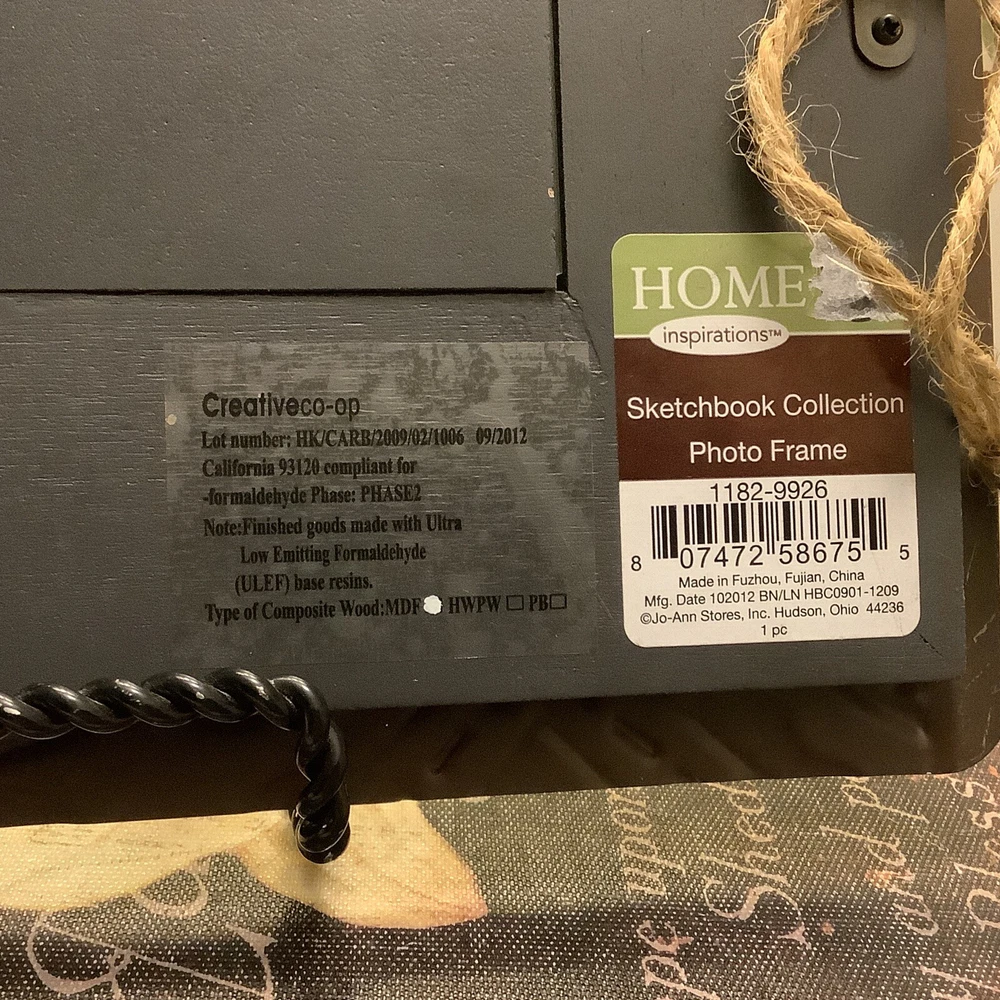 Creativeco-op
Lot number: HK/CARB/2009/02/1006 09/2012
California 93120 compliant for
-formaldehyde Phase: PHASE2
Note:Finished goods made with Ultra
Low Emitting Formaldehyde
(ULEF) base resins.
Type of Composite Wood:MDF HWPW PB
HOME
inspirations™
Sketchbook Collection
Photo Frame
1182-9926
8 07472 58675 5
Made in Fuzhou, Fujian, China
Mfg. Date 102012 BN/LN HBC0901-1209
©Jo-Ann Stores, Inc. Hudson, Ohio 44236
1 pc